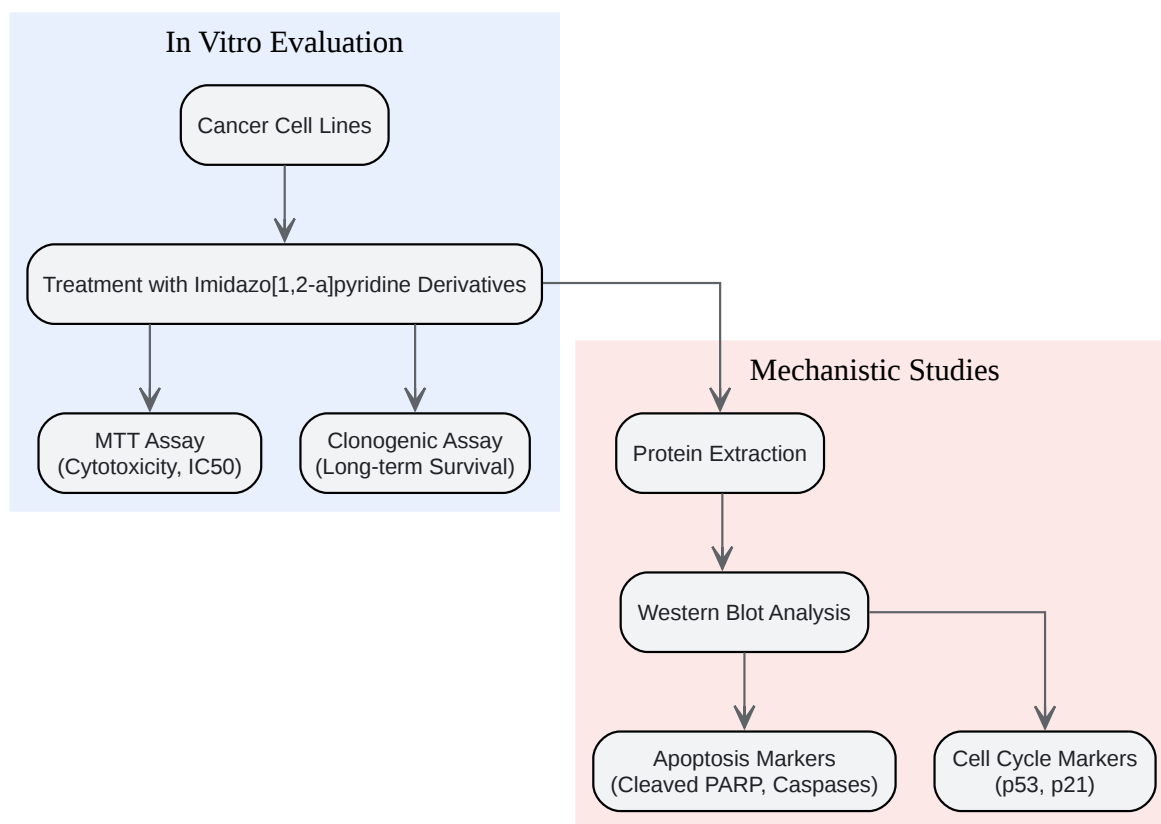 In Vitro Evaluation
Cancer Cell Lines
Treatment with Imidazo[1,2-a]pyridine Derivatives
MTT Assay
(Cytotoxicity, IC50)
Clonogenic Assay
(Long-term Survival)
Mechanistic Studies
Protein Extraction
Western Blot Analysis
Apoptosis Markers
(Cleaved PARP, Caspases)
Cell Cycle Markers
(p53, p21)